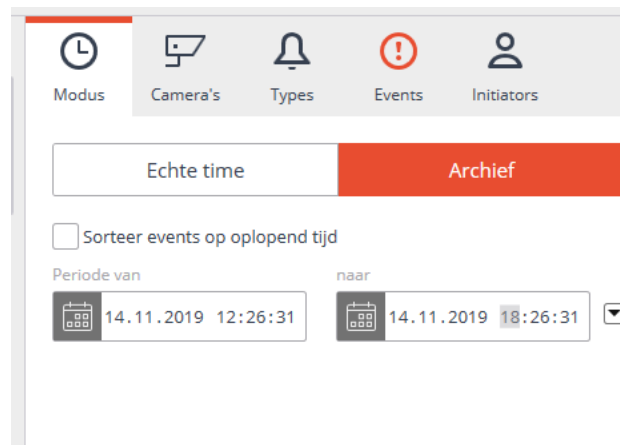 Modus Camera's Types Events Initiators
Echte time Archief
Sorteer events op oplopend tijd
Periode van naar
14.11.2019 12:26:31 14.11.2019 18:26:31